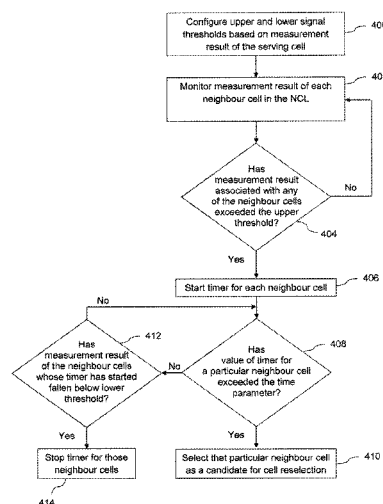 Configure upper and lower signal
thresholds based on measurement
result of the serving cell
40
Monitor measurement result of each
neighbour cell in the NCL
40
Has
measurement result
associated with any
of the neighbour cells
exceeded the upper
threshold?
No
404
Yes
Start timer for each neighbour cell
406
No
412
Has
measurement result
of the neighbour cells
whose timer has started
fallen below lower
threshold?
No
Has
value of timer for
a particular neighbour cell
exceeded the time
parameter?
408
Yes
Yes
Stop timer for those
neighbour cells
414
Select that particular neighbour cell
as a candidate for cell reselection
410